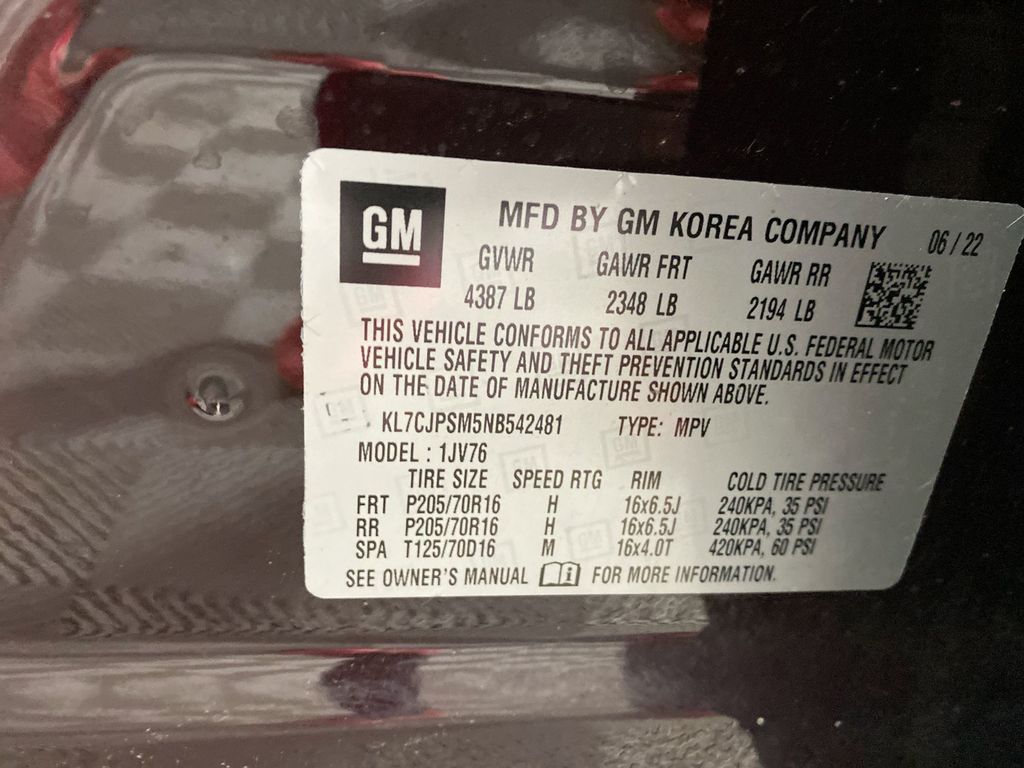 GM
MFD BY GM KOREA COMPANY 06 / 22
GVWR GAWR FRT GAWR RR
4387 LB 2348 LB 2194 LB
THIS VEHICLE CONFORMS TO ALL APPLICABLE U.S. FEDERAL MOTOR
VEHICLE SAFETY AND THEFT PREVENTION STANDARDS IN EFFECT
ON THE DATE OF MANUFACTURE SHOWN ABOVE.
KL7CJPSM5NB542481 TYPE: MPV
MODEL : 1JV76
TIRE SIZE SPEED RTG RIM COLD TIRE PRESSURE
FRT P205/70R16 H 16x6.5J 240KPA, 35 PSI
RR P205/70R16 H 16x6.5J 240KPA, 35 PSI
SPA T125/70D16 M 16x4.0T 420KPA, 60 PSI
SEE OWNER'S MANUAL FOR MORE INFORMATION.